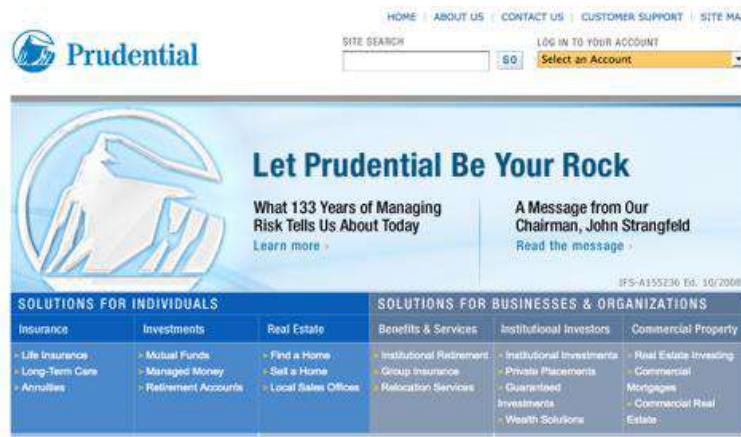 HOME | ABOUT US | CONTACT US | CUSTOMER SUPPORT | SITE MA
SITE SEARCH
LOG IN TO YOUR ACCOUNT
Prudential
GO
Select an Account
Let Prudential Be Your Rock
What 133 Years of Managing
Risk Tells Us About Today
Learn more ›
A Message from Our
Chairman, John Strangfeld
Read the message ›
IFS-A155236 Ed. 10/2008
SOLUTIONS FOR INDIVIDUALS
SOLUTIONS FOR BUSINESSES & ORGANIZATIONS
Insurance
Investments
Real Estate
Benefits & Services
Institutional Investors
Commercial Property
Life Insurance
Long-Term Care
Annuities
Mutual Funds
Managed Money
Retirement Accounts
Find a Home
Sell a Home
Local Sales Offices
Institutional Retirement
Group Insurance
Relocation Services
Institutional Investments
Private Placements
Guaranteed
Investments
Wealth Solutions
Real Estate Investing
Commercial
Mortgages
Commercial Real
Estate